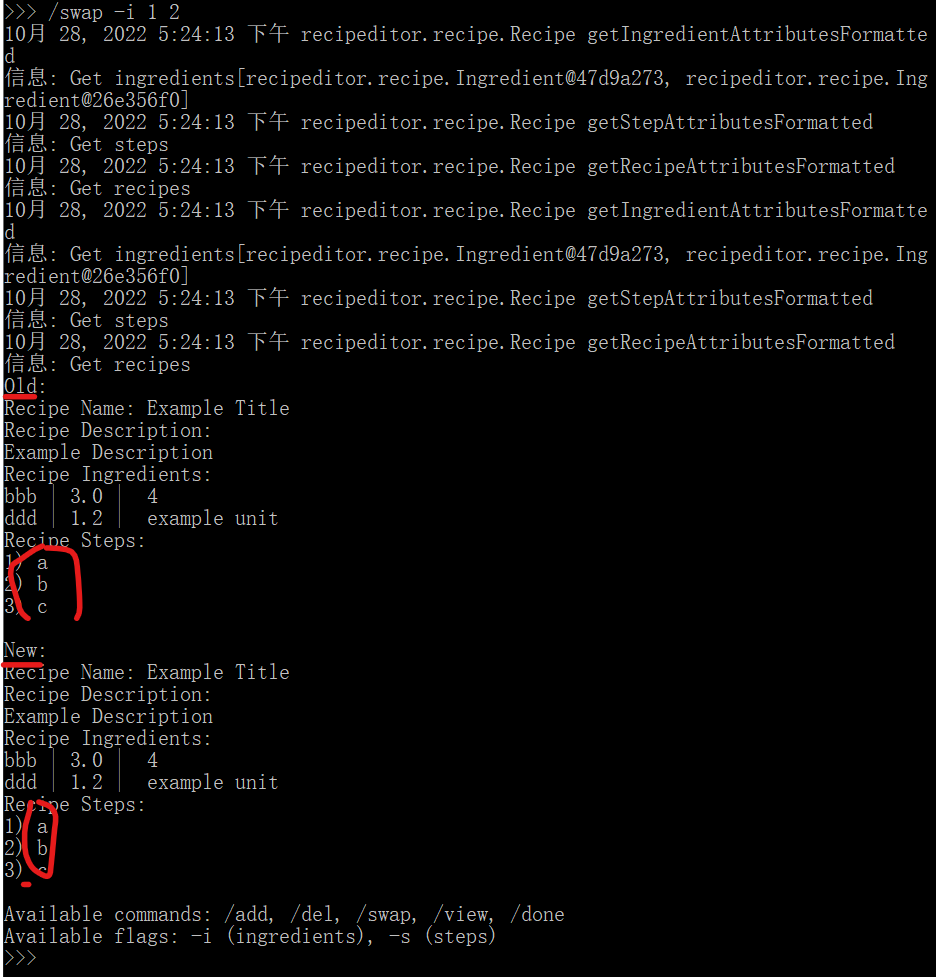 >>> /swap -i 1 2
10月 28, 2022 5:24:13 下午 recipeditor.recipe.Recipe getIngredientAttributesFormatte
d
信息: Get ingredients[recipeditor.recipe.Ingredient@47d9a273, recipeditor.recipe.Ing
redient@26e356f0]
10月 28, 2022 5:24:13 下午 recipeditor.recipe.Recipe getStepAttributesFormatted
信息: Get steps
10月 28, 2022 5:24:13 下午 recipeditor.recipe.Recipe getRecipeAttributesFormatted
信息: Get recipes
10月 28, 2022 5:24:13 下午 recipeditor.recipe.Recipe getIngredientAttributesFormatte
d
信息: Get ingredients[recipeditor.recipe.Ingredient@47d9a273, recipeditor.recipe.Ing
redient@26e356f0]
10月 28, 2022 5:24:13 下午 recipeditor.recipe.Recipe getStepAttributesFormatted
信息: Get steps
10月 28, 2022 5:24:13 下午 recipeditor.recipe.Recipe getRecipeAttributesFormatted
信息: Get recipes
Old:
Recipe Name: Example Title
Recipe Description:
Example Description
Recipe Ingredients:
bbb | 3.0 | 4
ddd | 1.2 | example unit
Recipe Steps:
1) a
2) b
3) c
New:
Recipe Name: Example Title
Recipe Description:
Example Description
Recipe Ingredients:
bbb | 3.0 | 4
ddd | 1.2 | example unit
Recipe Steps:
1) a
2) b
3) c
Available commands: /add, /del, /swap, /view, /done
Available flags: -i (ingredients), -s (steps)
>>>